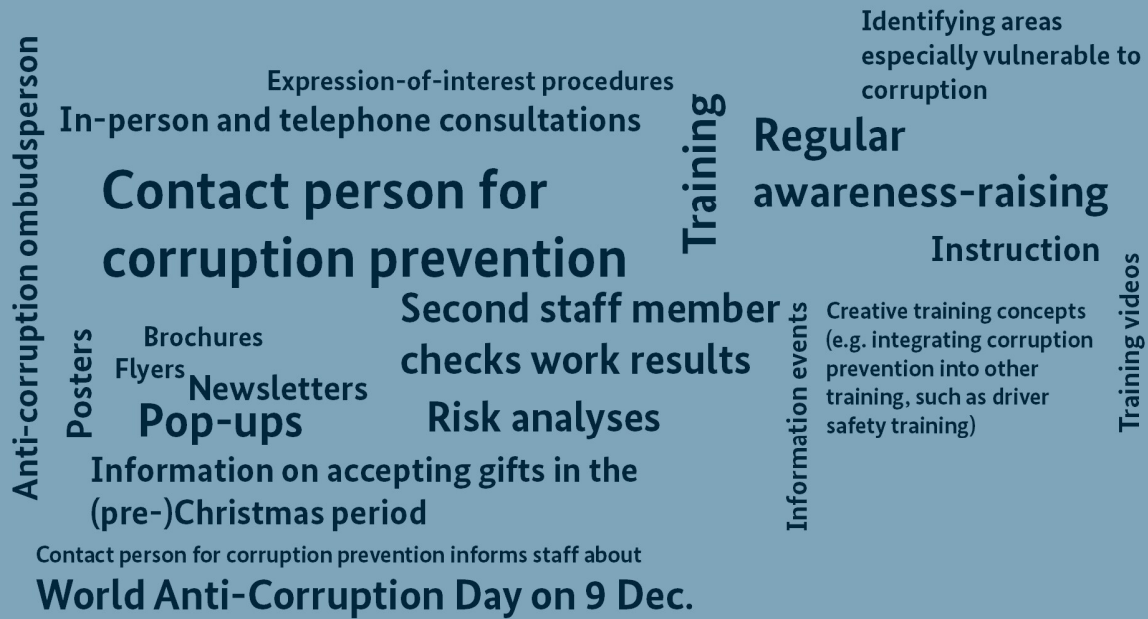 Identifying areas
especially vulnerable to
corruption
Anti-corruption ombudsperson
Expression-of-interest procedures
In-person and telephone consultations
Training
Regular
awareness-raising
Contact person for
corruption prevention
Instruction
Training videos
Second staff member
checks work results
Information events
Creative training concepts
(e.g. integrating corruption
prevention into other
training, such as driver
safety training)
Posters
Brochures
Flyers
Newsletters
Pop-ups
Risk analyses
Information on accepting gifts in the
(pre-)Christmas period
Contact person for corruption prevention informs staff about
World Anti-Corruption Day on 9 Dec.